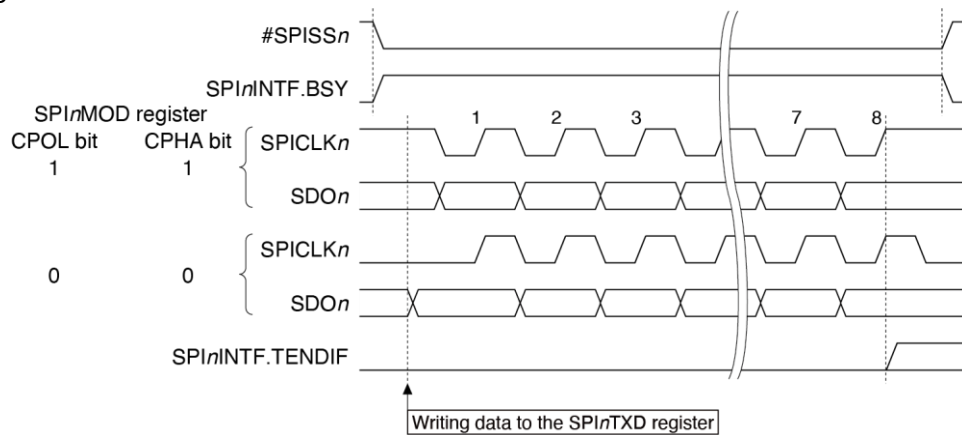 #SPISSn
SPInINTF.BSY
SPInMOD register
CPOL bit CPHA bit
1 1
SPICLKn
1 2 3 7 8
SDOn
0 0
SPICLKn
SDOn
SPInINTF.TENDIF
Writing data to the SPInTXD register